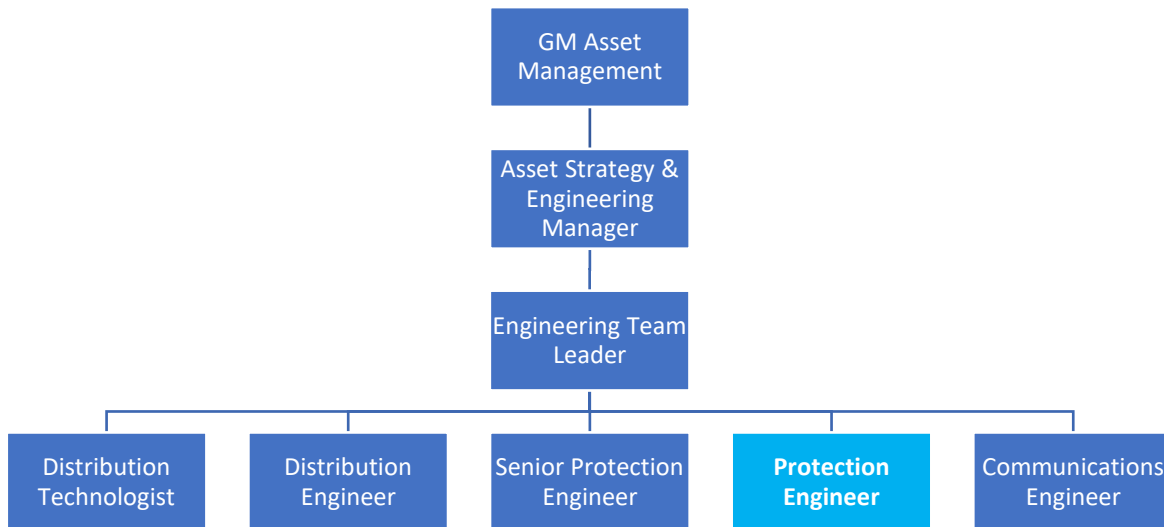 GM Asset
Management
Asset Strategy &
Engineering
Manager
Engineering Team
Leader
Distribution
Technologist
Distribution
Engineer
Senior Protection
Engineer
Protection
Engineer
Communications
Engineer